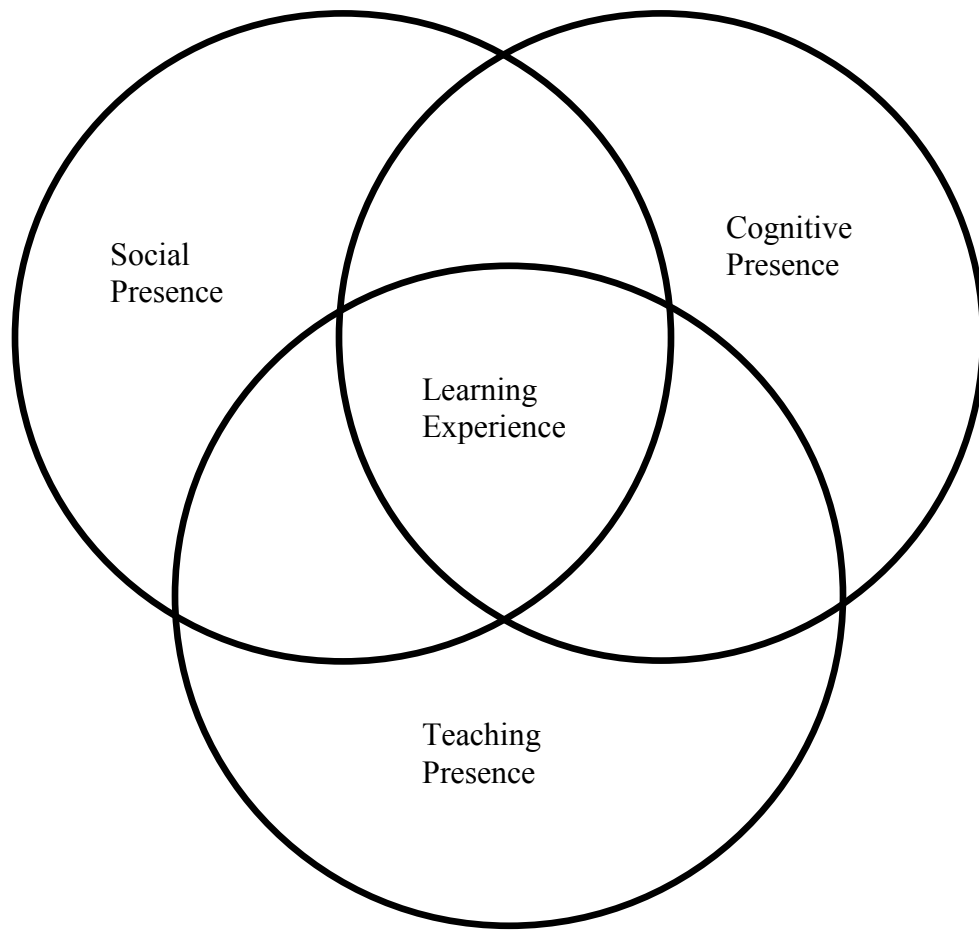 Social
Presence
Cognitive
Presence
Learning
Experience
Teaching
Presence